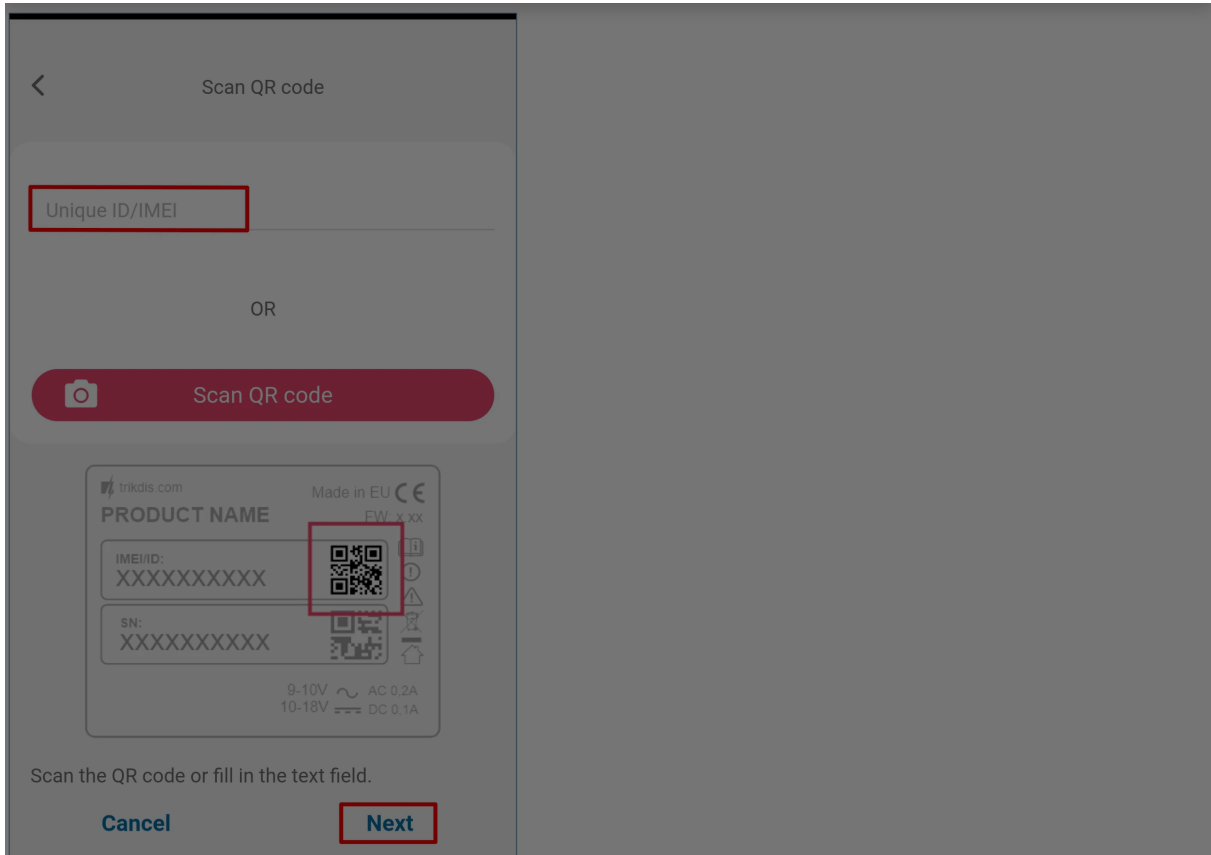 Scan QR code
Unique ID/IMEI
OR
Scan QR code
trikdis.com
Made in EU CE
PRODUCT NAME
FW: x.xx
IMEI/ID:
XXXXXXXXXX
SN:
XXXXXXXXXX
9-10V AC 0,2A
10-18V DC 0,1A
Scan the QR code or fill in the text field.
Cancel Next